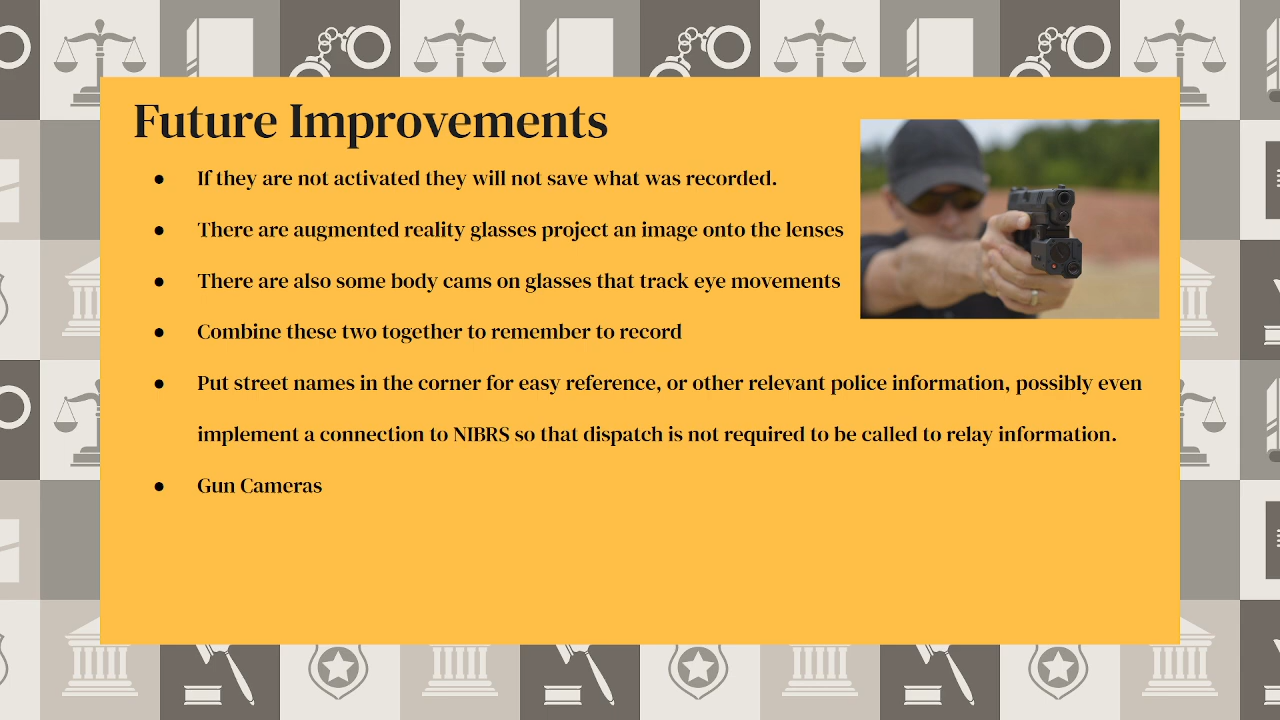 Future Improvements
● If they are not activated they will not save what was recorded.
● There are augmented reality glasses project an image onto the lenses
● There are also some body cams on glasses that track eye movements
● Combine these two together to remember to record
● Put street names in the corner for easy reference, or other relevant police information, possibly even
implement a connection to NIBRS so that dispatch is not required to be called to relay information.
● Gun Cameras